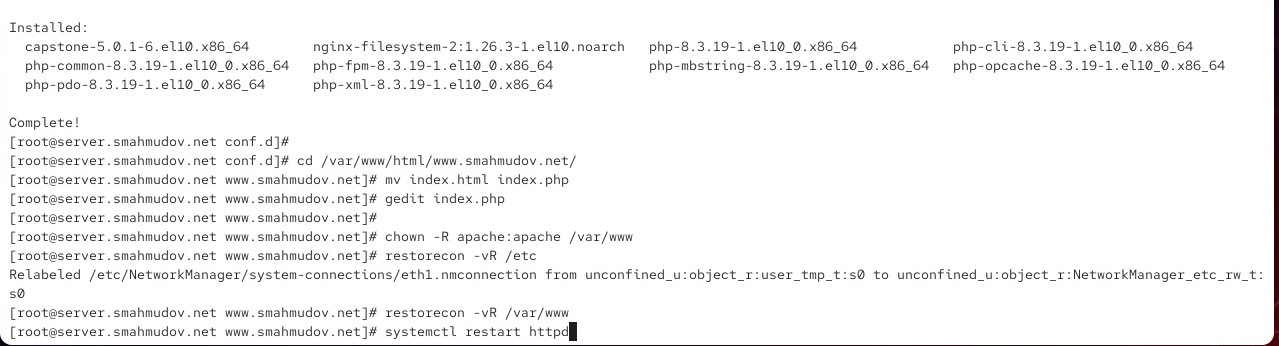 Installed:
capstone-5.0.1-6.el10.x86_64 nginx-filesystem-2:1.26.3-1.el10.noarch php-8.3.19-1.el10_0.x86_64 php-cli-8.3.19-1.el10_0.x86_64
php-common-8.3.19-1.el10_0.x86_64 php-fpm-8.3.19-1.el10_0.x86_64 php-mbstring-8.3.19-1.el10_0.x86_64 php-opcache-8.3.19-1.el10_0.x86_64
php-pdo-8.3.19-1.el10_0.x86_64 php-xml-8.3.19-1.el10_0.x86_64
Complete!
[root@server.smahmudov.net conf.d]#
[root@server.smahmudov.net conf.d]# cd /var/www/html/www.smahmudov.net/
[root@server.smahmudov.net www.smahmudov.net]# mv index.html index.php
[root@server.smahmudov.net www.smahmudov.net]# gedit index.php
[root@server.smahmudov.net www.smahmudov.net]#
[root@server.smahmudov.net www.smahmudov.net]# chown -R apache:apache /var/www
[root@server.smahmudov.net www.smahmudov.net]# restorecon -vR /etc
Relabeled /etc/NetworkManager/system-connections/eth1.nmconnection from unconfined_u:object_r:user_tmp_t:s0 to unconfined_u:object_r:NetworkManager_etc_rw_t:
s0
[root@server.smahmudov.net www.smahmudov.net]# restorecon -vR /var/www
[root@server.smahmudov.net www.smahmudov.net]# systemctl restart httpd